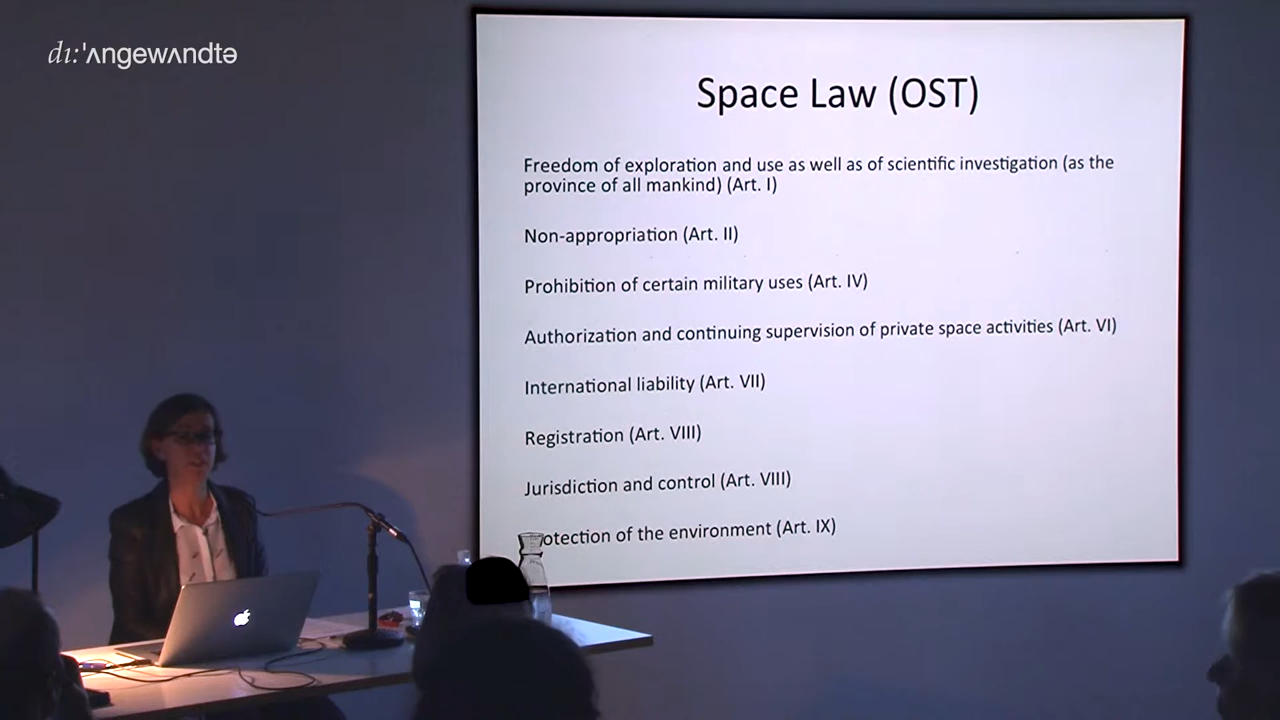 dı:ˈʌngewʌndtə
Space Law (OST)
Freedom of exploration and use as well as of scientific investigation (as the
province of all mankind) (Art. I)
Non-appropriation (Art. II)
Prohibition of certain military uses (Art. IV)
Authorization and continuing supervision of private space activities (Art. VI)
International liability (Art. VII)
Registration (Art. VIII)
Jurisdiction and control (Art. VIII)
otection of the environment (Art. IX)